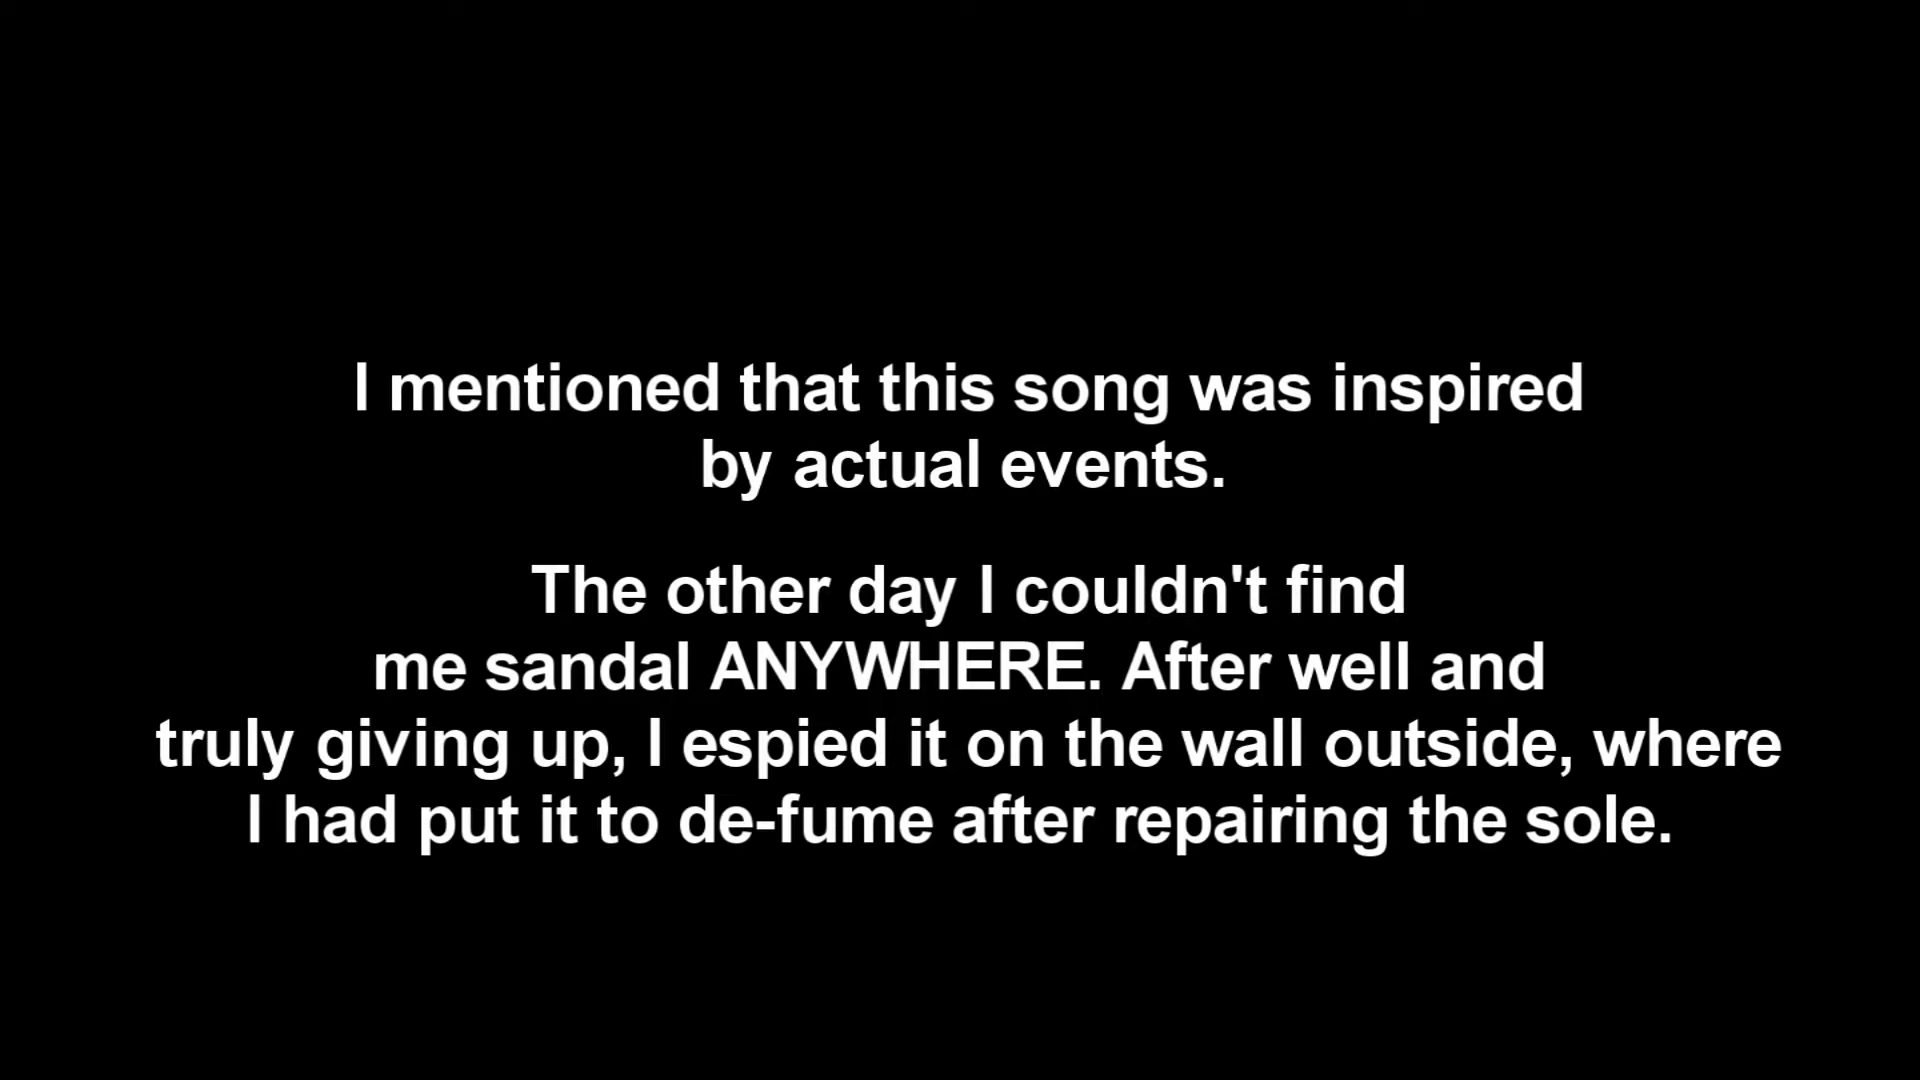 I mentioned that this song was inspired
by actual events.
The other day I couldn't find
me sandal ANYWHERE. After well and
truly giving up, I espied it on the wall outside, where
I had put it to de-fume after repairing the sole.